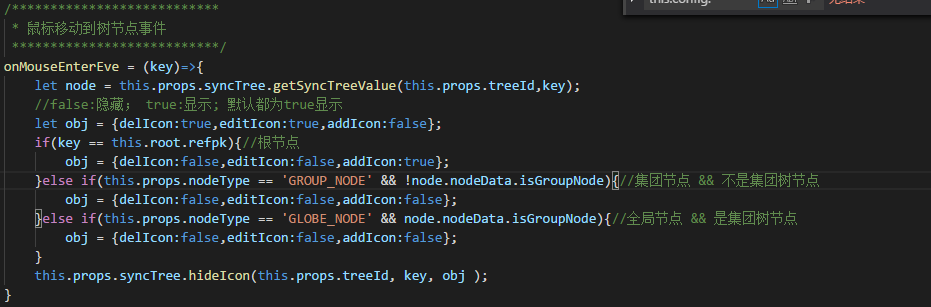 this.config.
无结果
/**************************
* 鼠标移动到树节点事件
**************************/
onMouseEnterEve = (key)=>{
let node = this.props.syncTree.getSyncTreeValue(this.props.treeId,key);
//false:隐藏; true:显示; 默认都为true显示
let obj = {delIcon:true,editIcon:true,addIcon:false};
if(key == this.root.refpk){//根节点
obj = {delIcon:false,editIcon:false,addIcon:true};
}else if(this.props.nodeType == 'GROUP_NODE' && !node.nodeData.isGroupNode){//集团节点 && 不是集团树节点
obj = {delIcon:false,editIcon:false,addIcon:false};
}else if(this.props.nodeType == 'GLOBE_NODE' && node.nodeData.isGroupNode){//全局节点 && 是集团树节点
obj = {delIcon:false,editIcon:false,addIcon:false};
}
this.props.syncTree.hideIcon(this.props.treeId, key, obj );
}